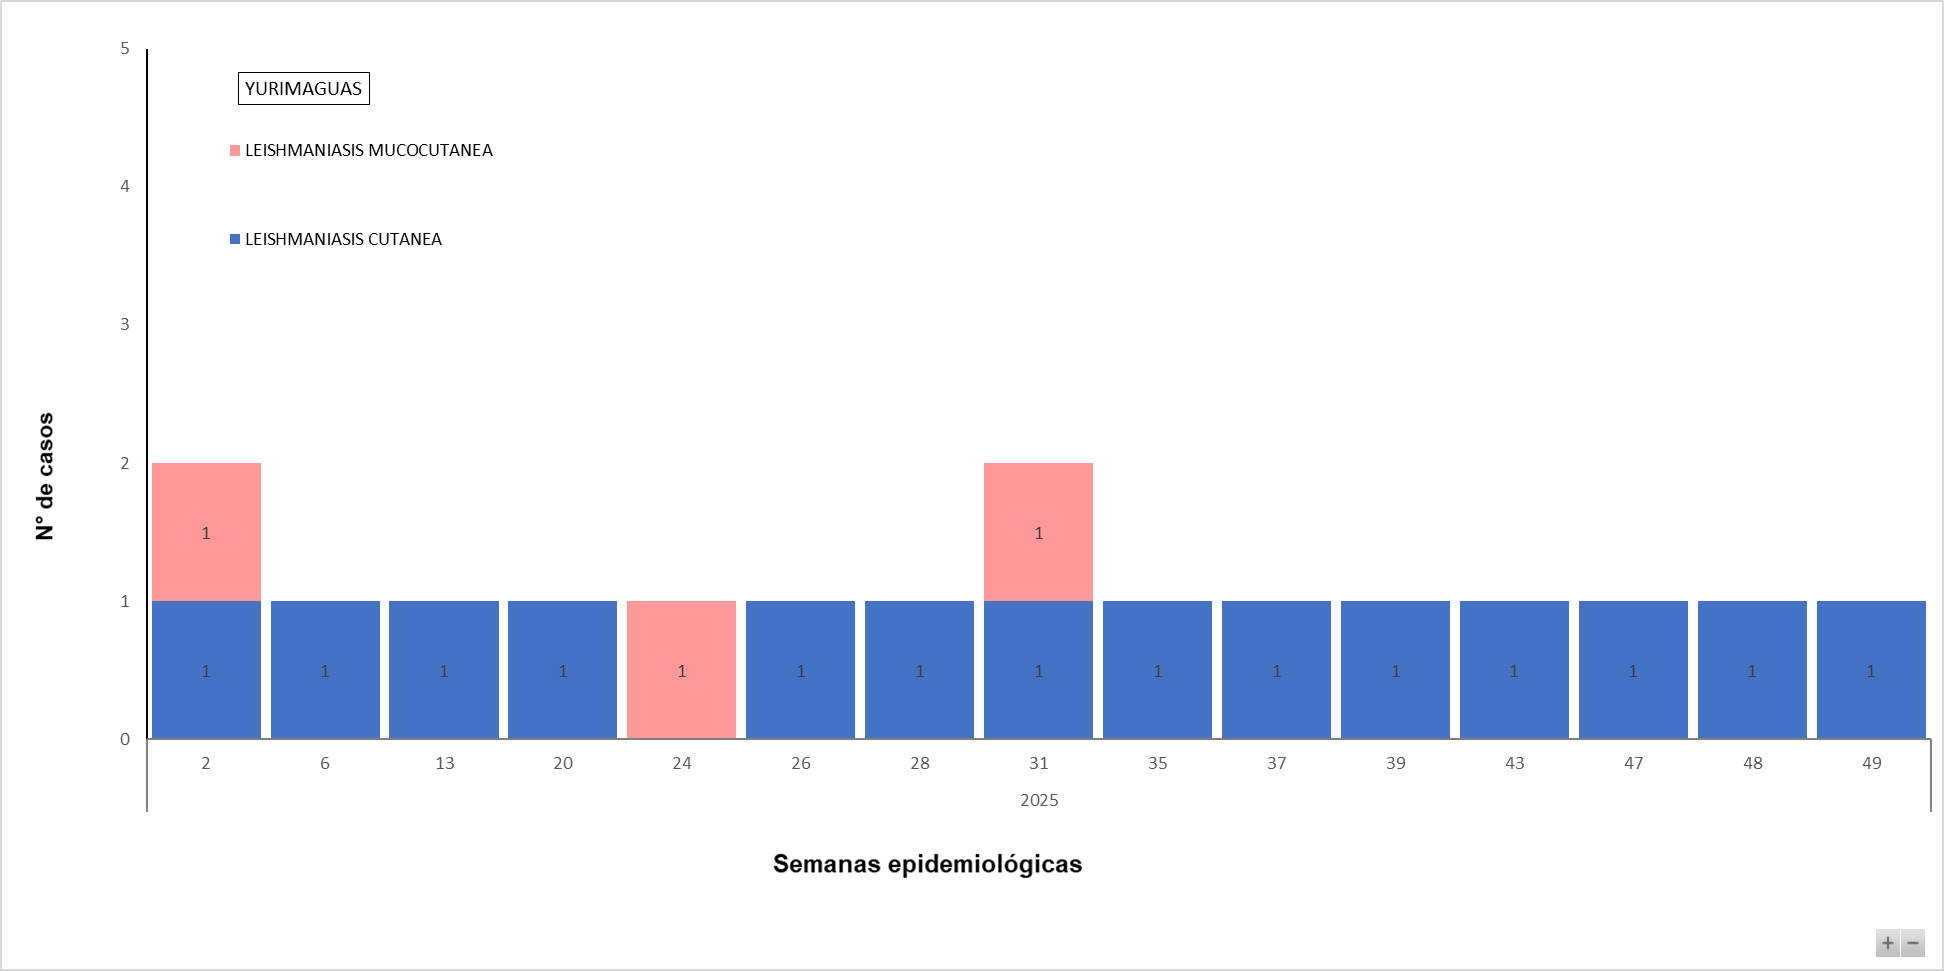 5
YURIMAGUAS
LEISHMANIASIS MUCOCUTANEA
4
LEISHMANIASIS CUTANEA
3
2
1 1
N° de casos
1
1 1 1 1 1 1 1 1 1 1 1 1 1 1 1
0
2 6 13 20 24 26 28 31 35 37 39 43 47 48 49
2025
Semanas epidemiológicas
+ −